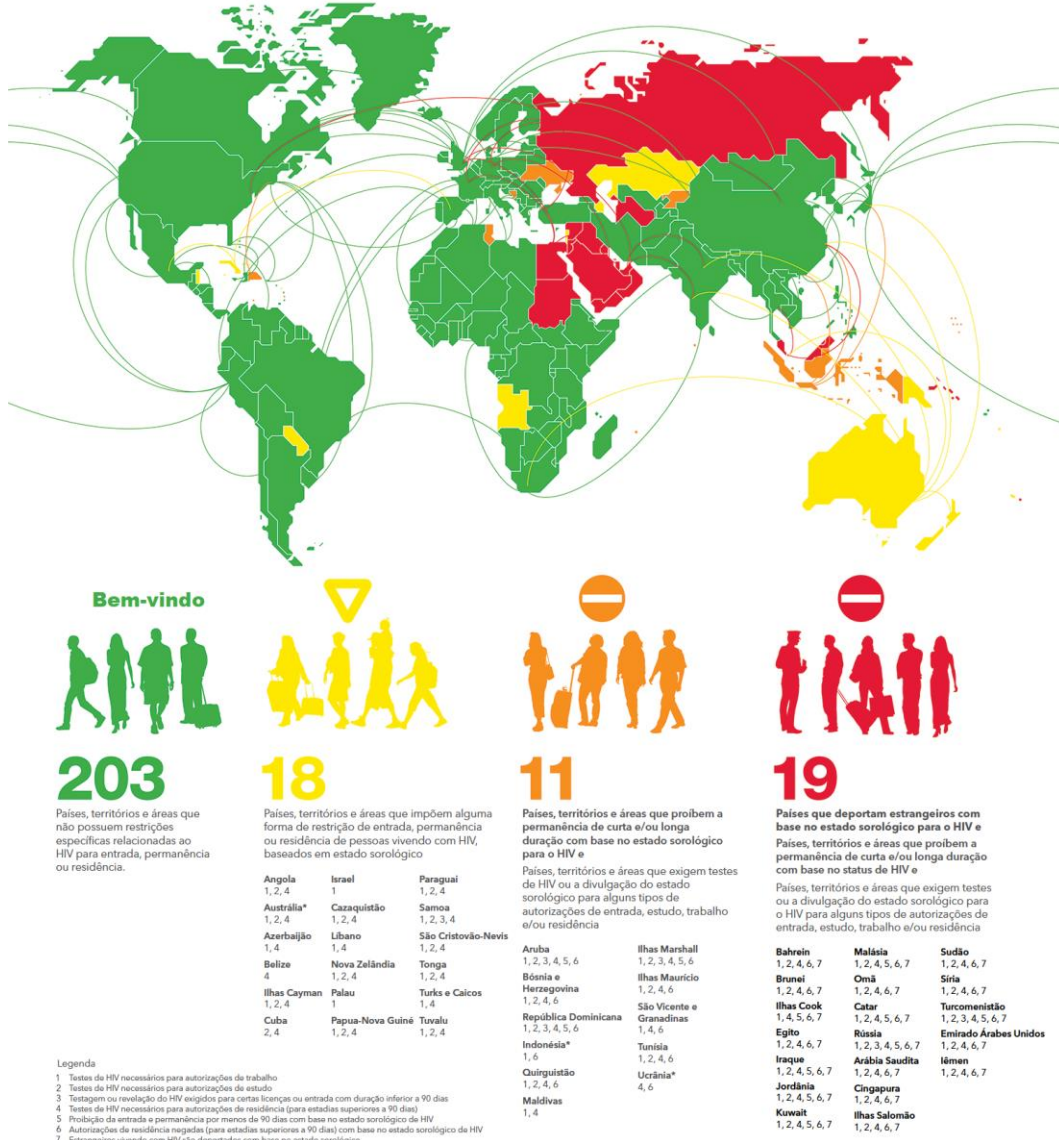 Bem-vindo
203
Países, territórios e áreas que
não possuem restrições
específicas relacionadas ao
HIV para entrada, permanência
ou residência.
18
Países, territórios e áreas que impõem alguma
forma de restrição de entrada, permanência
ou residência de pessoas vivendo com HIV,
baseados em estado sorológico
Angola
1, 2, 4
Austrália*
1, 2, 4
Azerbaijão
1, 4
Belize
4
Ilhas Cayman
1, 2, 4
Cuba
2, 4
Israel
1
Cazaquistão
1, 2, 4
Líbano
1, 4
Nova Zelândia
1, 2, 4
Palau
1
Papua-Nova Guiné
1, 2, 4
Paraguai
1, 2, 4
Samoa
1, 2, 3, 4
São Cristovão-Nevis
1, 2, 4
Tonga
1, 2, 4
Turks e Caicos
1, 4
Tuvalu
1, 2, 4
11
Países, territórios e áreas que proíbem a
permanência de curta e/ou longa
duração com base no estado sorológico
para o HIV e
Países, territórios e áreas que exigem testes
de HIV ou a divulgação do estado
sorológico para alguns tipos de
autorizações de entrada, estudo, trabalho
e/ou residência
Aruba
1, 2, 3, 4, 5, 6
Bósnia e
Herzegovina
1, 2, 4, 6
República Dominicana
1, 2, 3, 4, 5, 6
Indonésia*
1, 6
Quirguistão
1, 2, 4, 6
Maldivas
1, 4
Ilhas Marshall
1, 2, 3, 4, 5, 6
Ilhas Maurício
1, 2, 4, 6
São Vicente e
Granadinas
1, 4, 6
Tunísia
1, 2, 4, 6
Ucrânia*
4, 6
19
Países que deportam estrangeiros com
base no estado sorológico para o HIV e
Países, territórios e áreas que proíbem a
permanência de curta e/ou longa duração
com base no status de HIV e
Países, territórios e áreas que exigem testes
ou a divulgação do estado sorológico para
o HIV para alguns tipos de autorizações de
entrada, estudo, trabalho e/ou residência
Bahrein
1, 2, 4, 6, 7
Brunei
1, 2, 4, 6, 7
Ilhas Cook
1, 4, 5, 6, 7
Egito
1, 2, 4, 6, 7
Iraque
1, 2, 4, 5, 6, 7
Jordânia
1, 2, 4, 5, 6, 7
Kuwait
1, 2, 4, 5, 6, 7
Malásia
1, 2, 4, 5, 6, 7
Omã
1, 2, 4, 6, 7
Catar
1, 2, 4, 5, 6, 7
Rússia
1, 2, 3, 4, 5, 6, 7
Arábia Saudita
1, 2, 4, 6, 7
Cingapura
1, 2, 4, 6, 7
Ilhas Salomão
1, 2, 4, 6, 7
Sudão
1, 2, 4, 6, 7
Síria
1, 2, 4, 6, 7
Turcomenistão
1, 2, 3, 4, 5, 6, 7
Emirado Árabes Unidos
1, 2, 4, 6, 7
Iêmen
1, 2, 4, 6, 7
Legenda
1 Testes de HIV necessários para autorizações de trabalho
2 Testes de HIV necessários para autorizações de estudo
3 Testagem ou revelação do HIV exigidos para certas licenças ou entrada com duração inferior a 90 dias
4 Testes de HIV necessários para autorizações de residência (para estadias superiores a 90 dias)
5 Proibição da entrada e permanência por menos de 90 dias com base no estado sorológico de HIV
6 Autorizações de residência negadas (para estadias superiores a 90 dias) com base no estado sorológico de HIV
7 Estrangeiros vivendo com HIV são deportados com base no estado sorológico